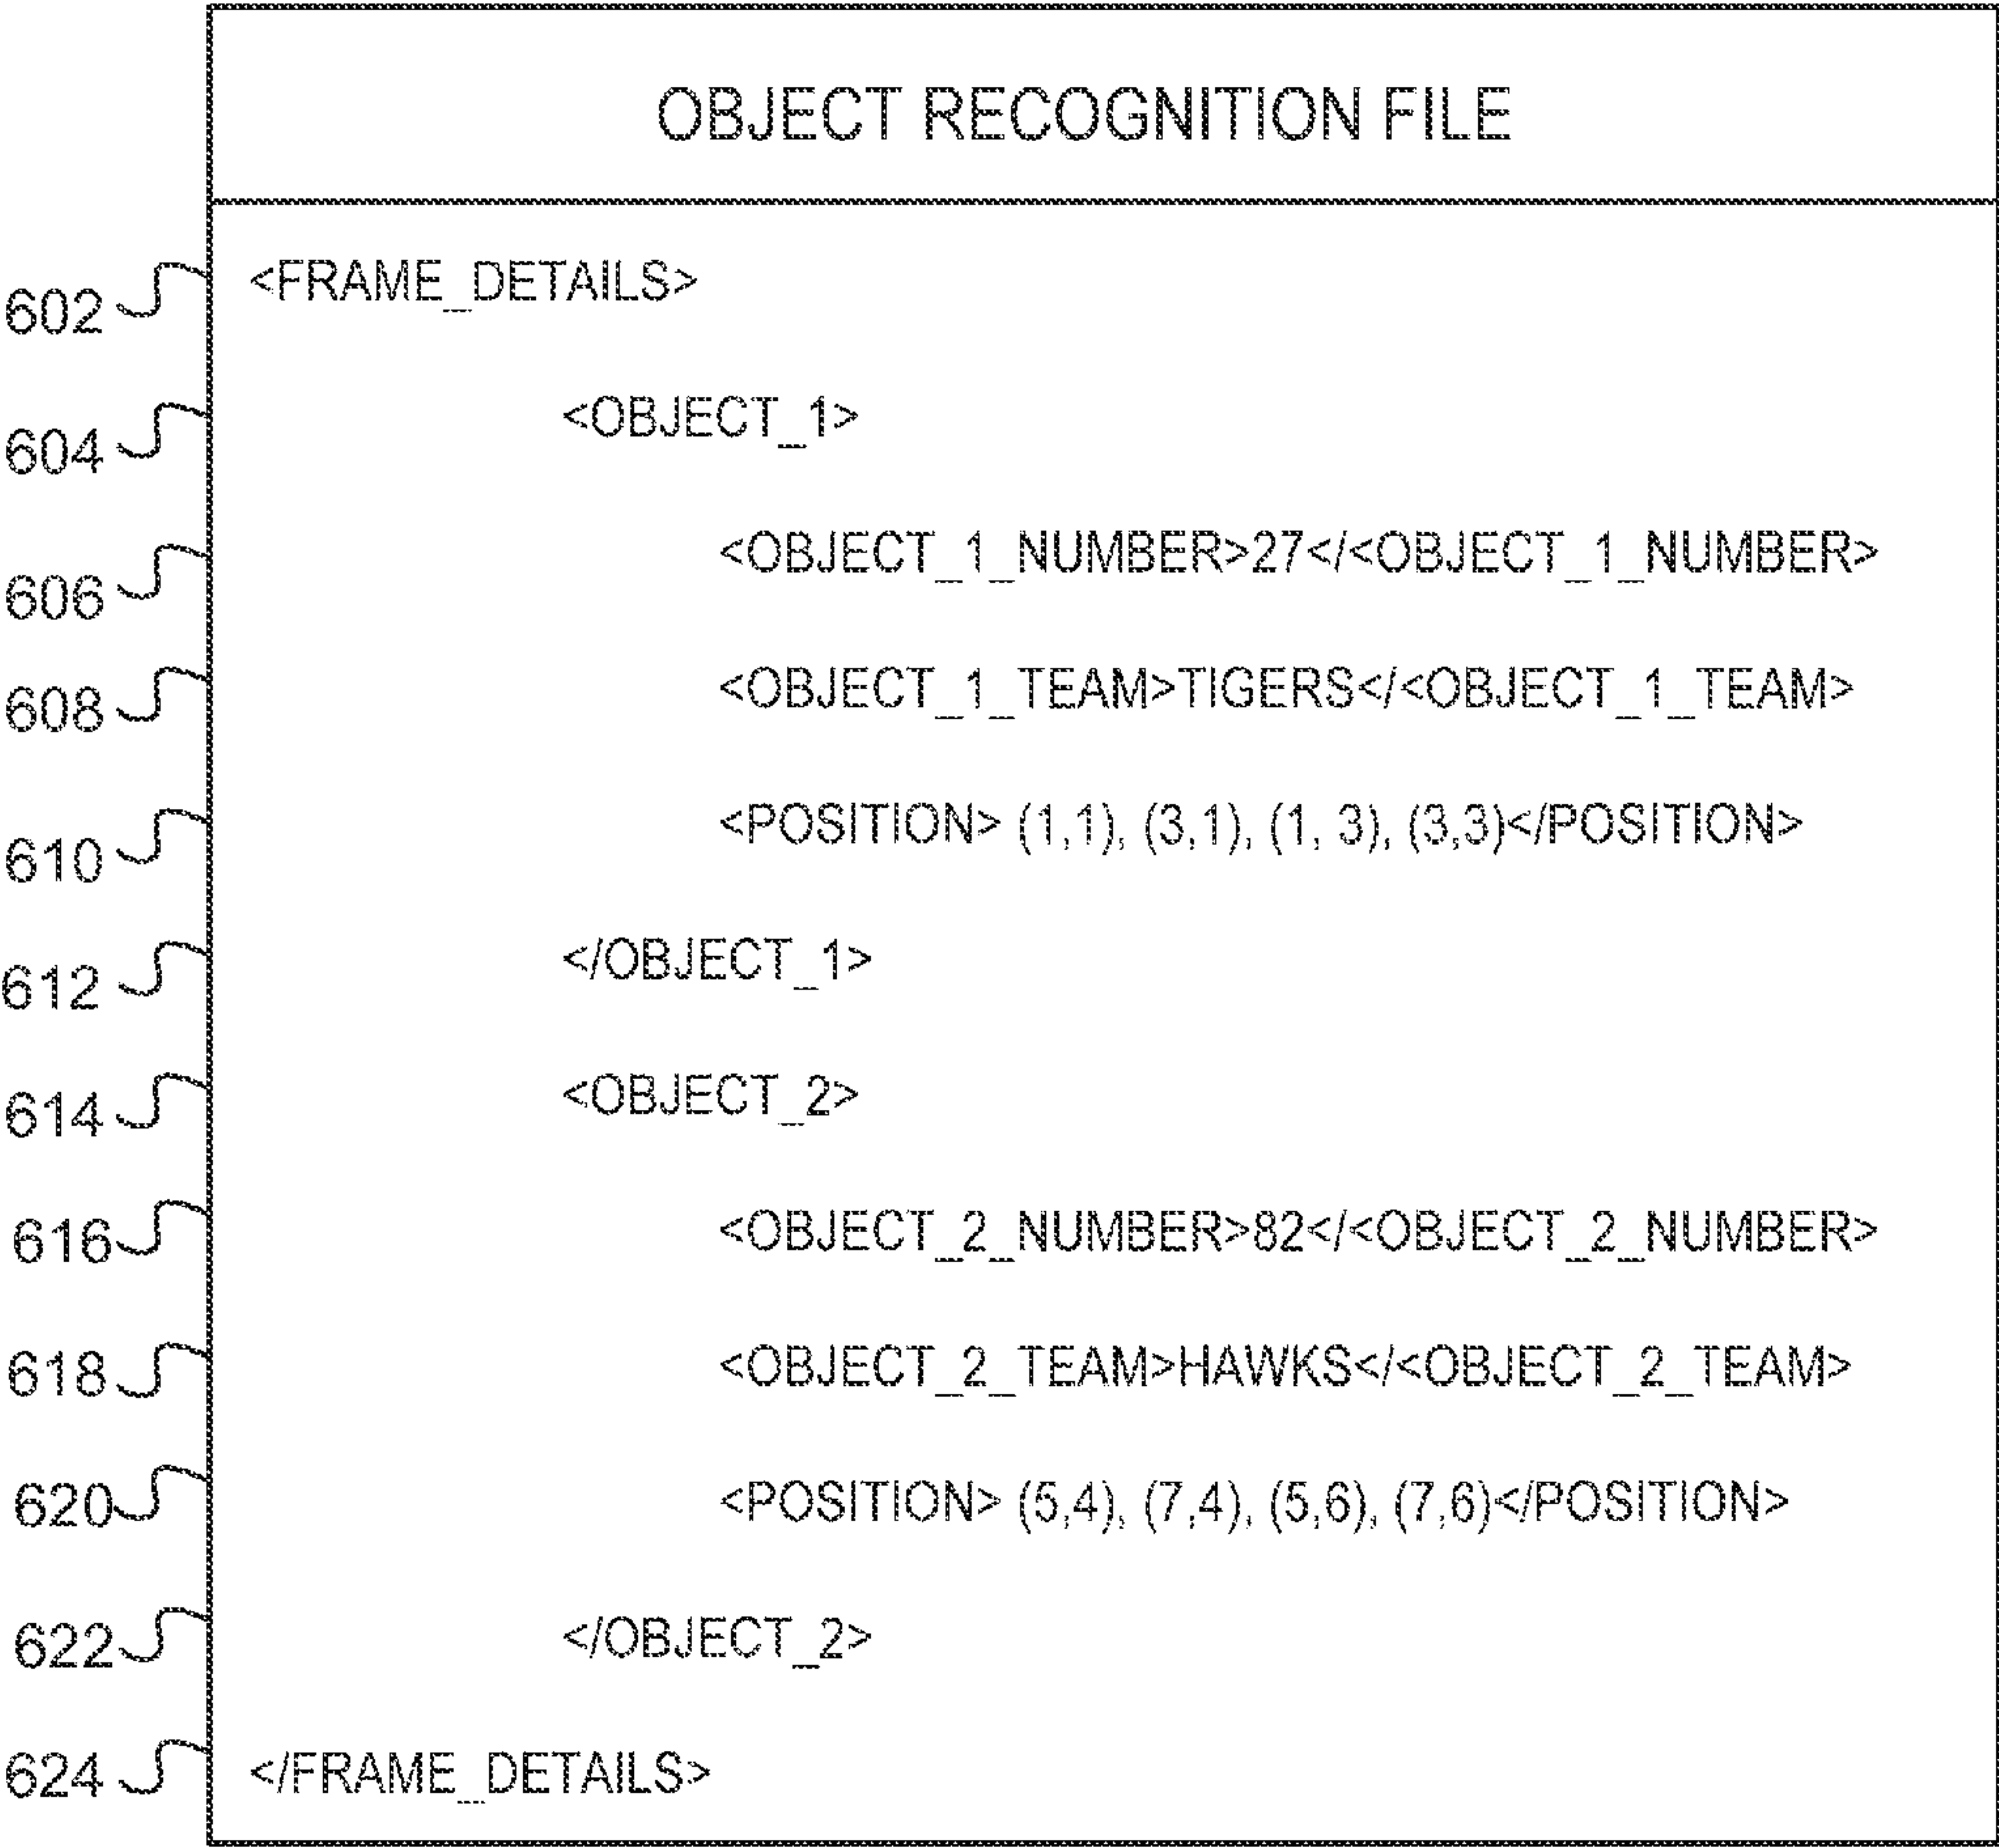 OBJECT RECOGNITION FILE
602 <FRAME_DETAILS>
604 <OBJECT_1>
606 <OBJECT_1_NUMBER>27</<OBJECT_1_NUMBER>
608 <OBJECT_1_TEAM>TIGERS</<OBJECT_1_TEAM>
610 <POSITION> (1,1), (3,1), (1, 3), (3,3)</POSITION>
612 </OBJECT_1>
614 <OBJECT_2>
616 <OBJECT_2_NUMBER>82</<OBJECT_2_NUMBER>
618 <OBJECT_2_TEAM>HAWKS</<OBJECT_2_TEAM>
620 <POSITION> (5,4), (7,4), (5,6), (7,6)</POSITION>
622 </OBJECT_2>
624 </FRAME_DETAILS>